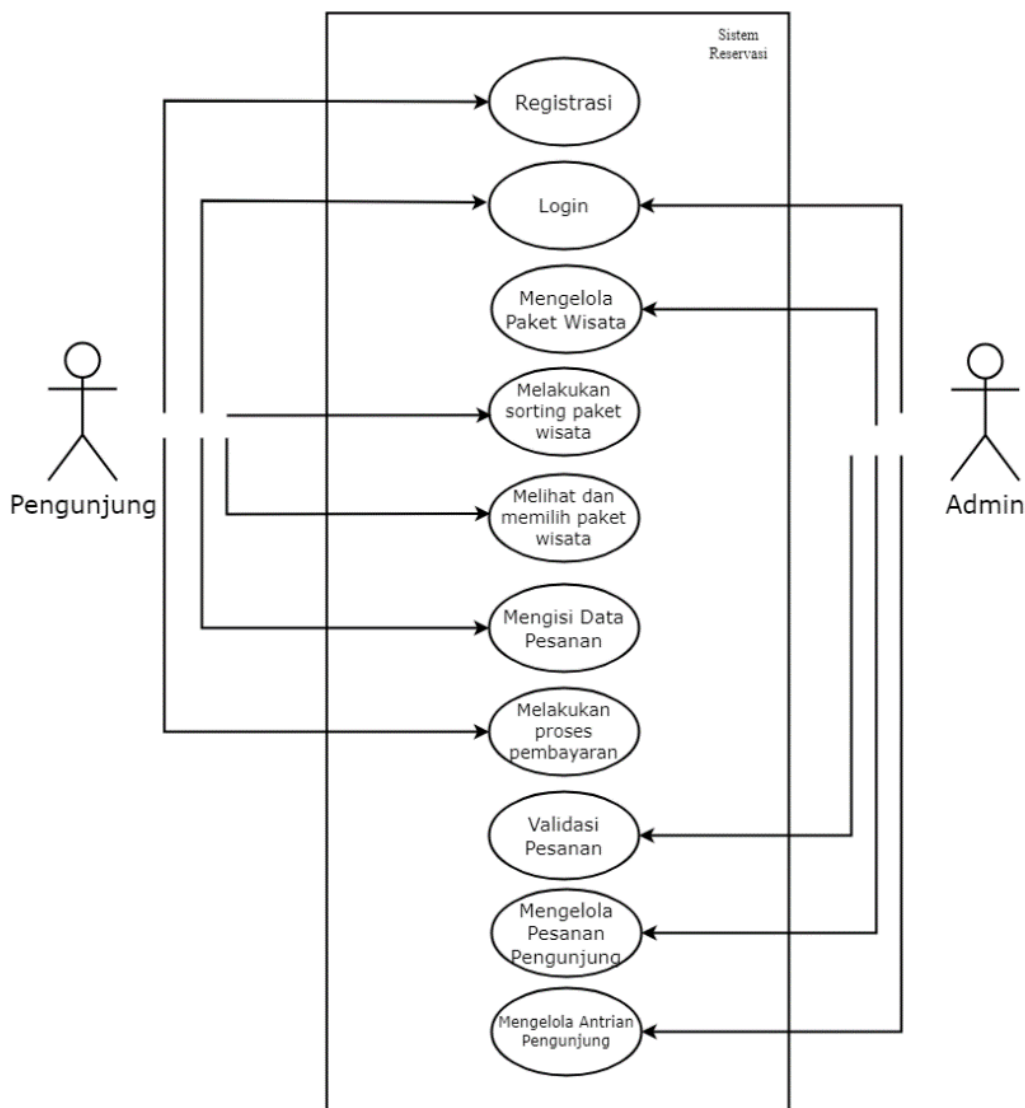 Sistem
Reservasi
Registrasi
Login
Mengelola
Paket Wisata
Melakukan
sorting paket
wisata
Melihat dan
memilih paket
wisata
Pengunjung
Admin
Mengisi Data
Pesanan
Melakukan
proses
pembayaran
Validasi
Pesanan
Mengelola
Pesanan
Pengunjung
Mengelola Antrian
Pengunjung